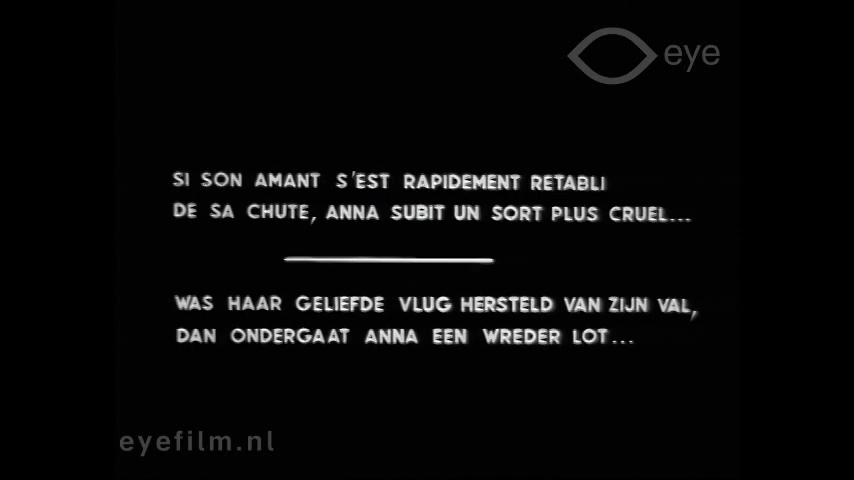 eye
SI SON AMANT S'EST RAPIDEMENT RETABLI
DE SA CHUTE, ANNA SUBIT UN SORT PLUS CRUEL...
WAS HAAR GELIEFDE VLUG HERSTELD VAN ZIJN VAL,
DAN ONDERGAAT ANNA EEN WREDER LOT...
eyefilm.nl